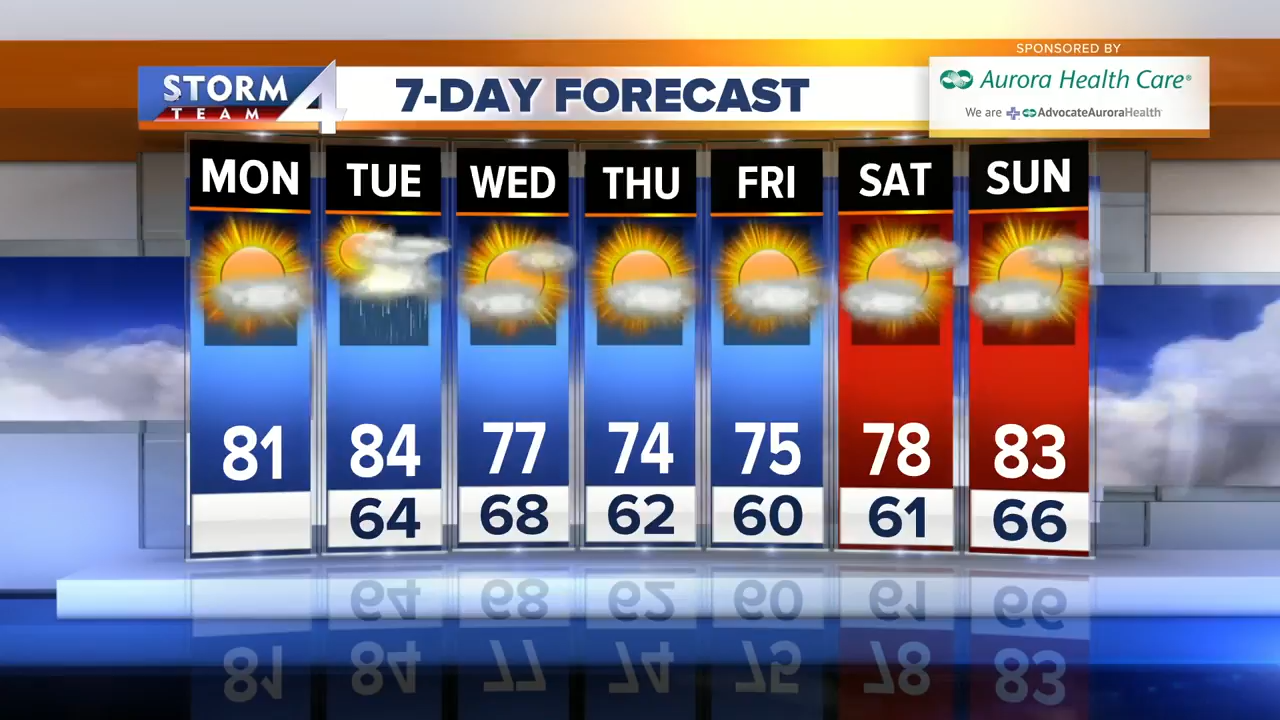 SPONSORED BY
STORM
TEAM 4
7-DAY FORECAST
Aurora Health Care®
We are AdvocateAuroraHealth
MON TUE WED THU FRI SAT SUN
81 84 77 74 75 78 83
64 68 62 60 61 66